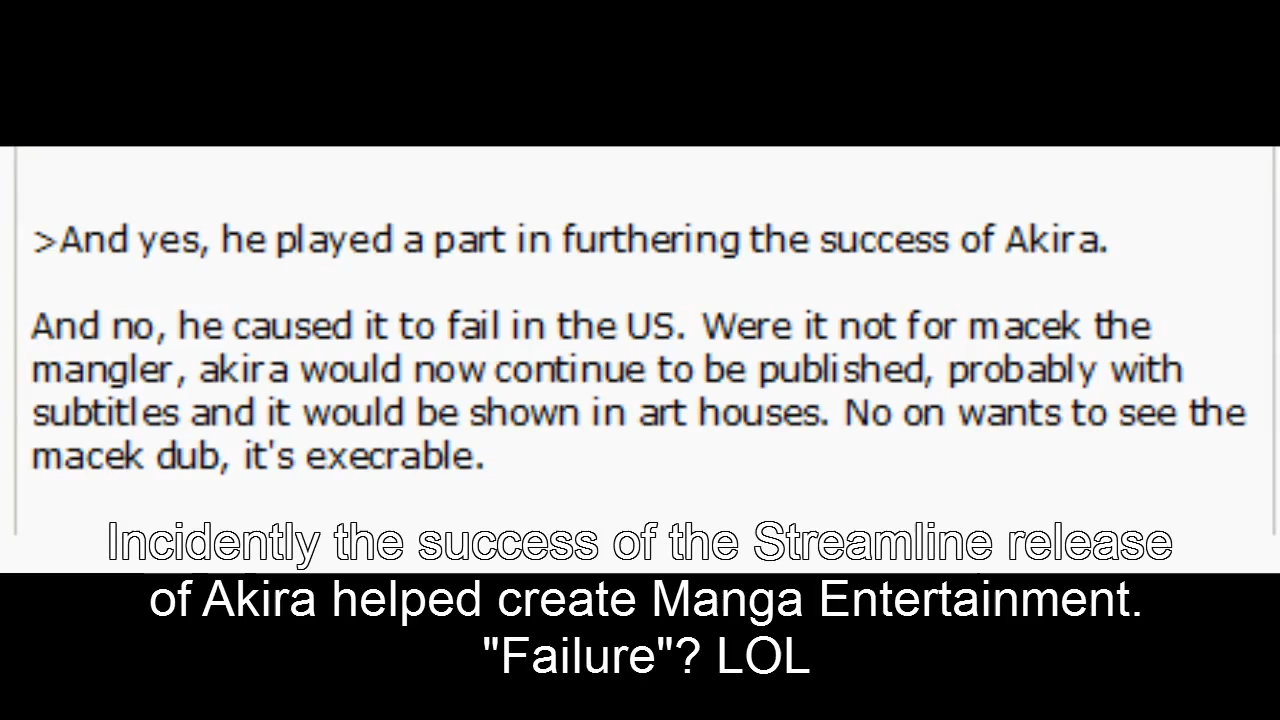 >And yes, he played a part in furthering the success of Akira.
And no, he caused it to fail in the US. Were it not for macek the
mangler, akira would now continue to be published, probably with
subtitles and it would be shown in art houses. No on wants to see the
macek dub, it's execrable.
Incidently the success of the Streamline release
of Akira helped create Manga Entertainment.
"Failure"? LOL